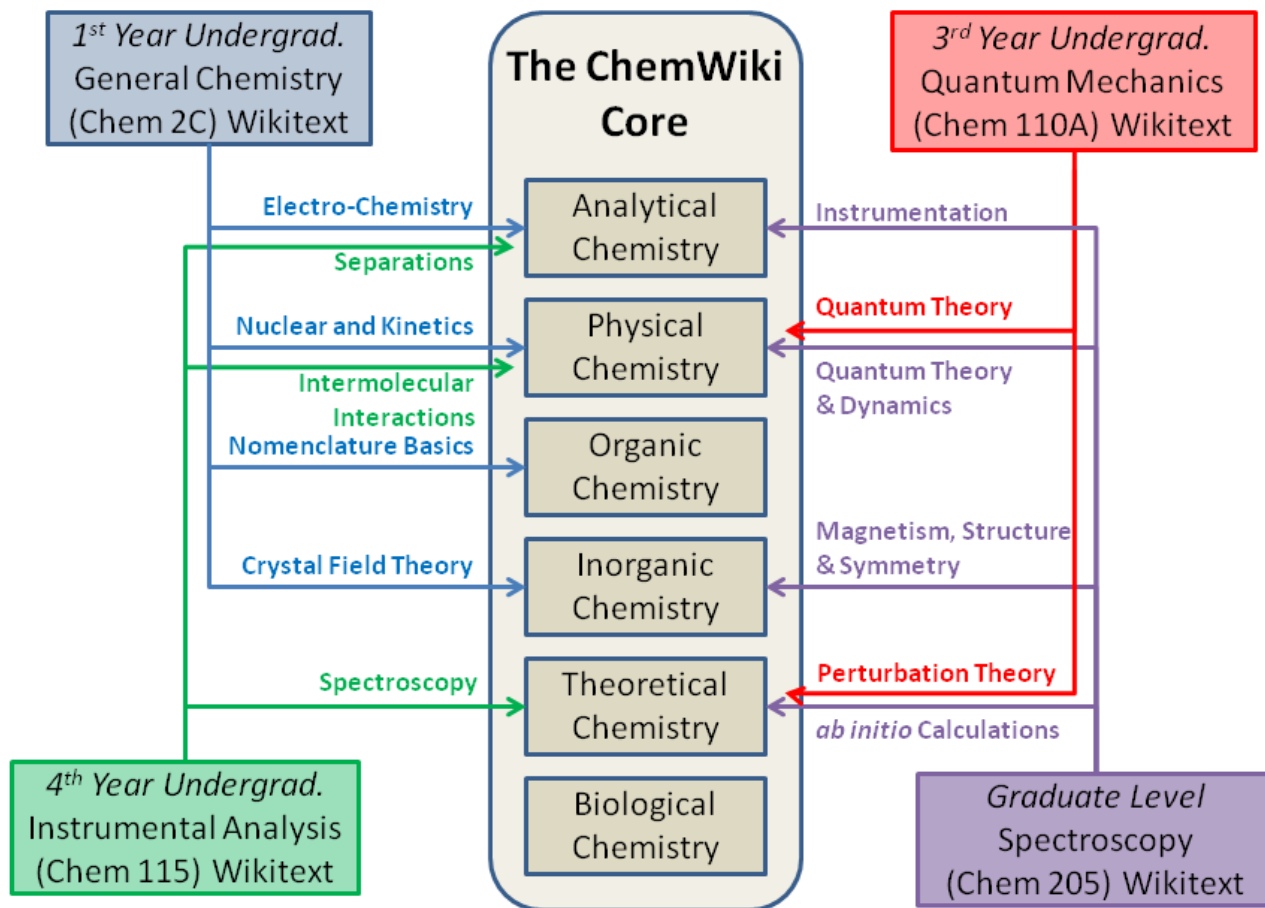 1st Year Undergrad.
General Chemistry
(Chem 2C) Wikitext
The ChemWiki
Core
3rd Year Undergrad.
Quantum Mechanics
(Chem 110A) Wikitext
Electro-Chemistry
Separations
Nuclear and Kinetics
Intermolecular
Interactions
Nomenclature Basics
Crystal Field Theory
Spectroscopy
Analytical
Chemistry
Physical
Chemistry
Organic
Chemistry
Inorganic
Chemistry
Theoretical
Chemistry
Biological
Chemistry
Instrumentation
Quantum Theory
Quantum Theory
& Dynamics
Magnetism, Structure
& Symmetry
Perturbation Theory
ab initio Calculations
4th Year Undergrad.
Instrumental Analysis
(Chem 115) Wikitext
Graduate Level
Spectroscopy
(Chem 205) Wikitext